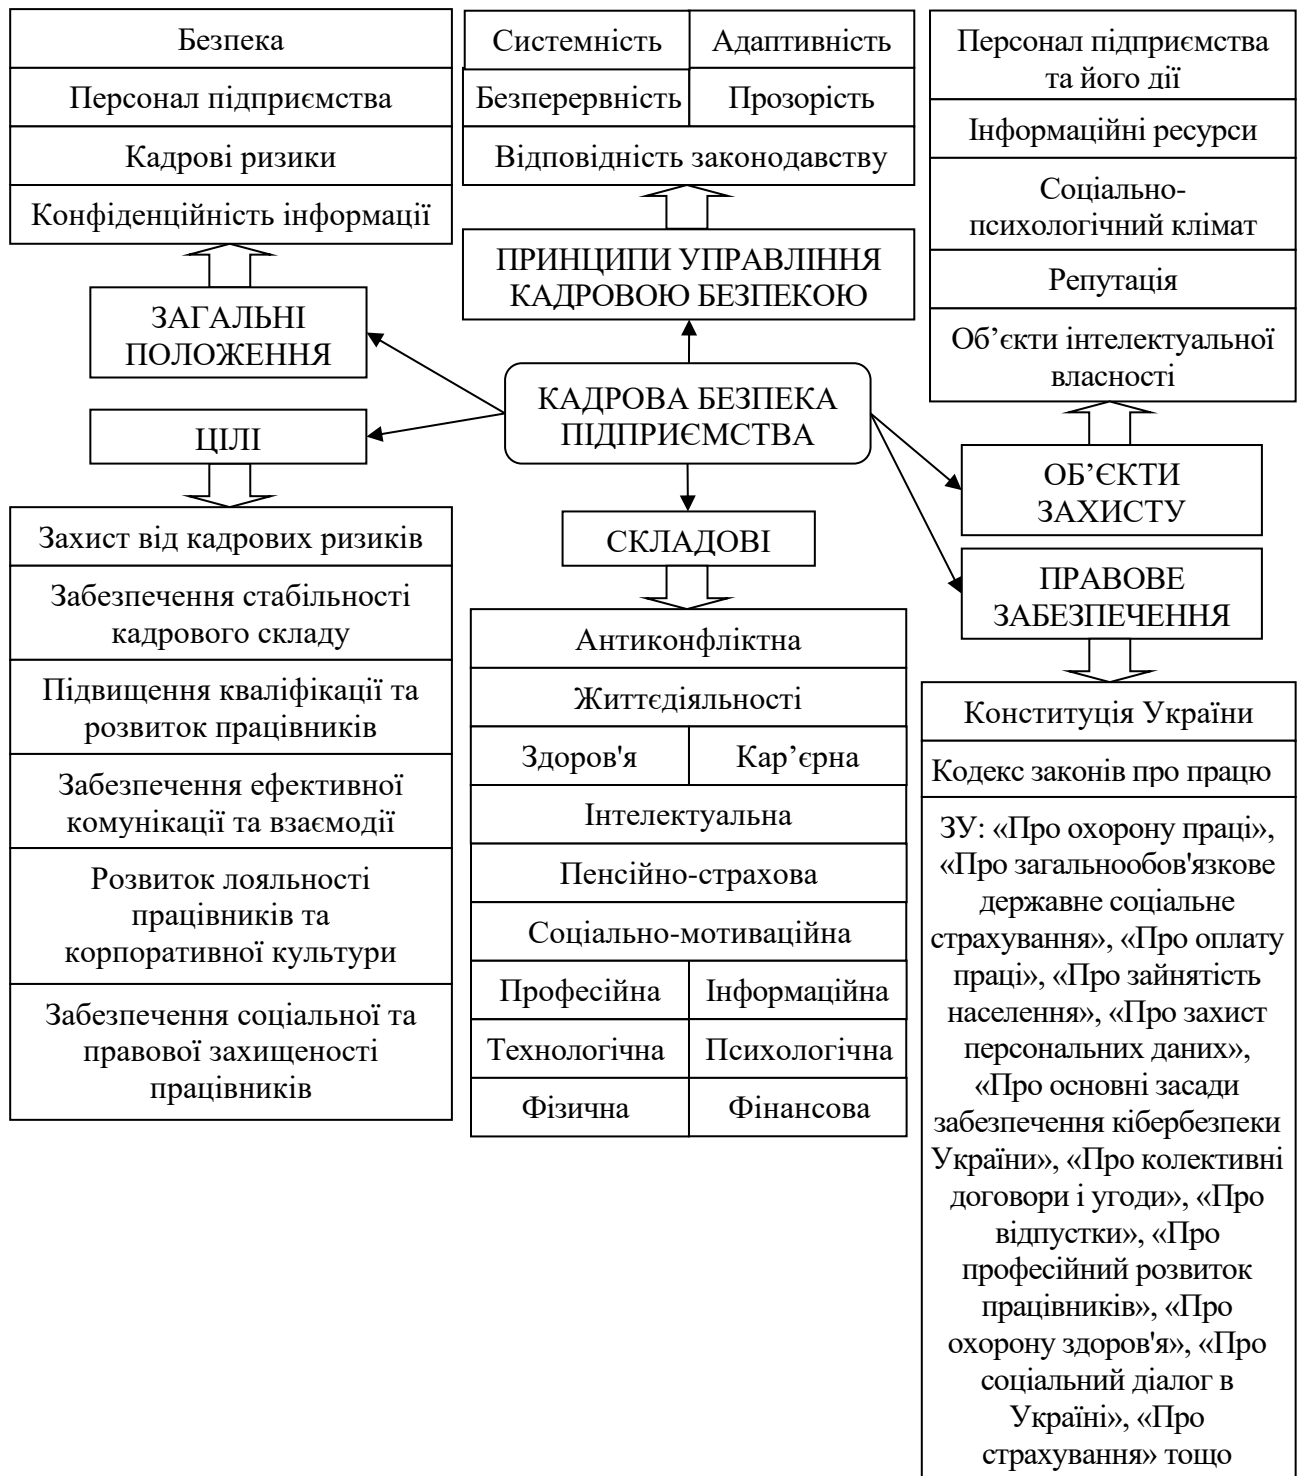 Безпека
Персонал підприємства
Кадрові ризики
Конфіденційність інформації
ЗАГАЛЬНІ
ПОЛОЖЕННЯ
Системність
Адаптивність
Безперервність
Прозорість
Відповідність законодавству
ПРИНЦИПИ УПРАВЛІННЯ
КАДРОВОЮ БЕЗПЕКОЮ
Персонал підприємства
та його дії
Інформаційні ресурси
Соціально-
психологічний клімат
Репутація
Об’єкти інтелектуальної
власності
КАДРОВА БЕЗПЕКА
ПІДПРИЄМСТВА
ЦІЛІ
Захист від кадрових ризиків
Забезпечення стабільності
кадрового складу
Підвищення кваліфікації та
розвиток працівників
Забезпечення ефективної
комунікації та взаємодії
Розвиток лояльності
працівників та
корпоративної культури
Забезпечення соціальної та
правової захищеності
працівників
СКЛАДОВІ
Антиконфліктна
Життєдіяльності
Здоров'я
Кар’єрна
Інтелектуальна
Пенсійно-страхова
Соціально-мотиваційна
Професійна
Інформаційна
Технологічна
Психологічна
Фізична
Фінансова
ОБ’ЄКТИ
ЗАХИСТУ
ПРАВОВЕ
ЗАБЕЗПЕЧЕННЯ
Конституція України
Кодекс законів про працю
ЗУ: «Про охорону праці»,
«Про загальнообов'язкове
державне соціальне
страхування», «Про оплату
праці», «Про зайнятість
населення», «Про захист
персональних даних»,
«Про основні засади
забезпечення кібербезпеки
України», «Про колективні
договори і угоди», «Про
відпустки», «Про
професійний розвиток
працівників», «Про
охорону здоров'я», «Про
соціальний діалог в
Україні», «Про
страхування» тощо